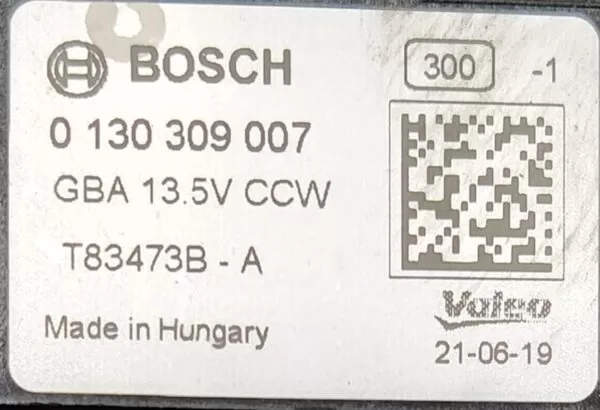 BOSCH 300 -1
0 130 309 007
GBA 13.5V CCW
T83473B - A
Valeo
Made in Hungary
21-06-19